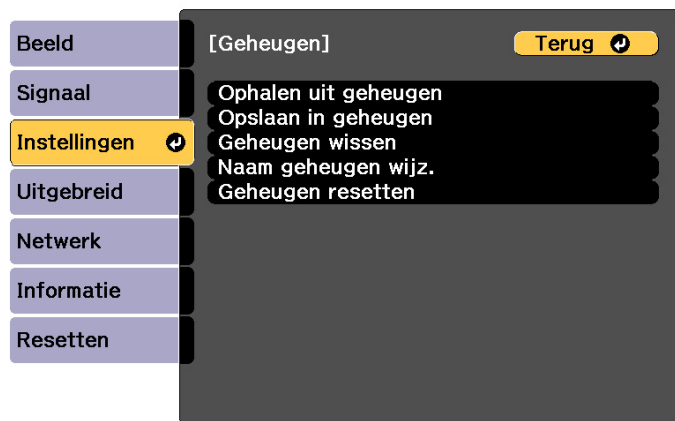 Beeld
Signaal
Instellingen
Uitgebreid
Netwerk
Informatie
Resetten
[Geheugen]
Terug
Ophalen uit geheugen
Opslaan in geheugen
Geheugen wissen
Naam geheugen wijz.
Geheugen resetten